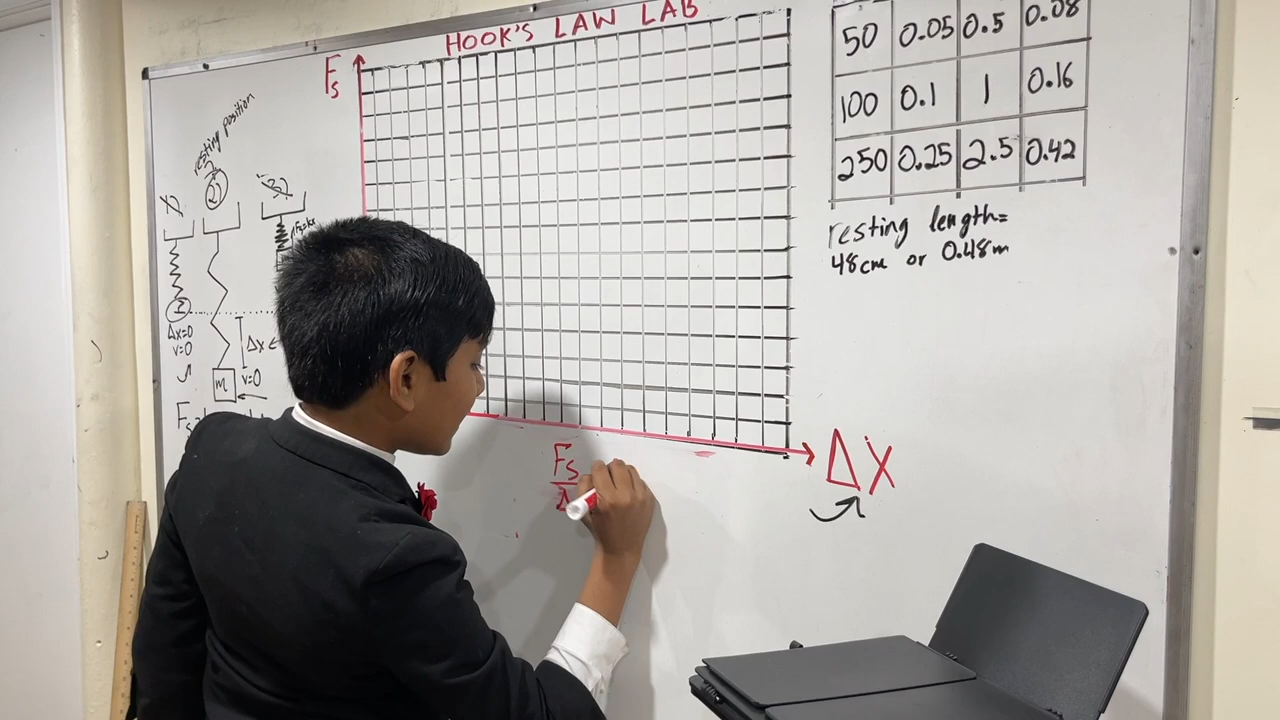 HOOK'S LAW LAB
Fs
50 0.05 0.5 0.08
100 0.1 1 0.16
250 0.25 2.5 0.42
resting length=
48cm or 0.48m
resting position
2
Fs=kx
Δx=0
v=0
Δx
m
v=0
Fs
Fs
ΔX